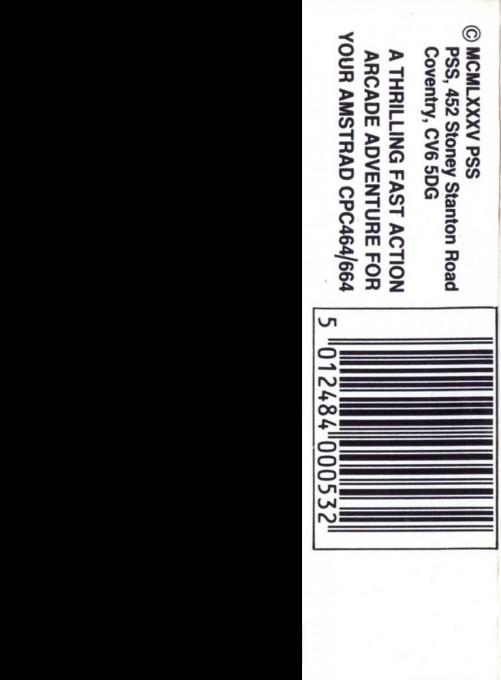 © MCMLXXXV PSS
PSS, 452 Stoney Stanton Road
Coventry, CV6 5DG
A THRILLING FAST ACTION
ARCADE ADVENTURE FOR
YOUR AMSTRAD CPC464/664
5 012484 000532